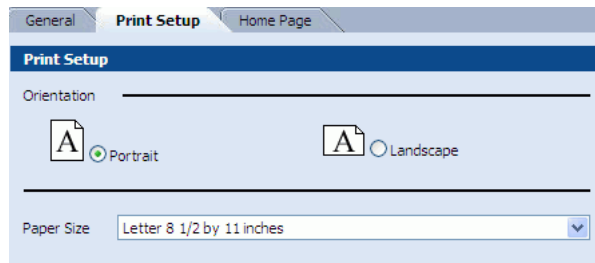 General Print Setup Home Page
Print Setup
Orientation
A Portrait A Landscape
Paper Size Letter 8 1/2 by 11 inches